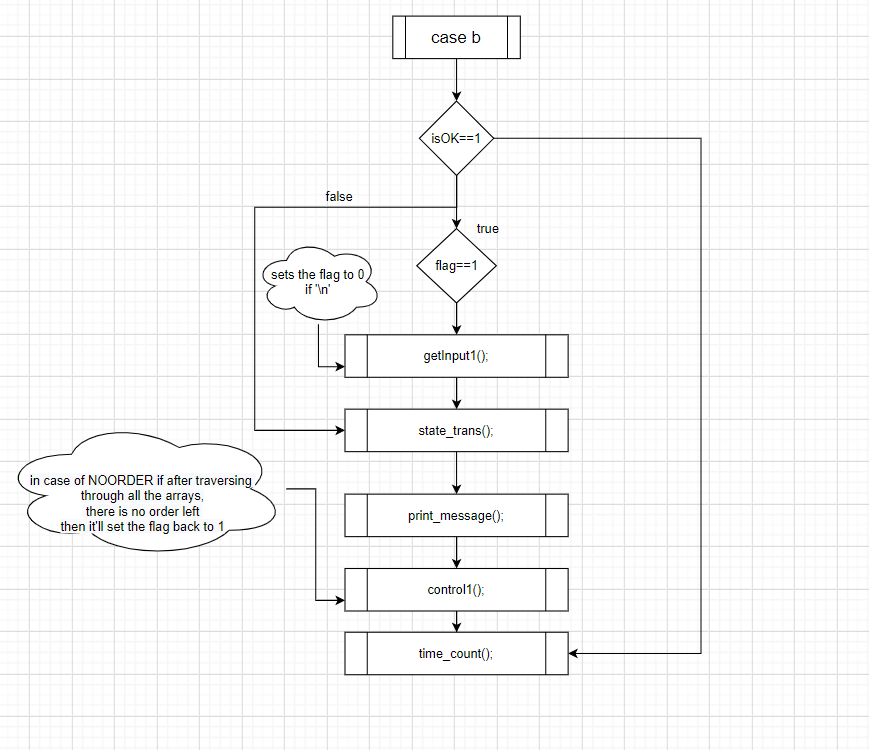 case b
isOK==1
false
true
flag==1
sets the flag to 0
if '\n'
getInput1();
state_trans();
in case of NOORDER if after traversing
through all the arrays,
there is no order left
then it'll set the flag back to 1
print_message();
control1();
time_count();